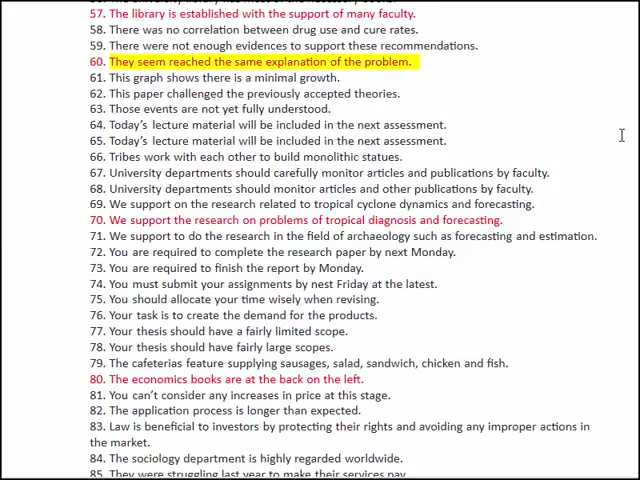 57. The library is established with the support of many faculty.
58. There was no correlation between drug use and cure rates.
59. There were not enough evidences to support these recommendations.
60. They seem reached the same explanation of the problem.
61. This graph shows there is a minimal growth.
62. This paper challenged the previously accepted theories.
63. Those events are not yet fully understood.
64. Today's lecture material will be included in the next assessment.
65. Today's lecture material will be included in the next assessment.
66. Tribes work with each other to build monolithic statues.
67. University departments should carefully monitor articles and publications by faculty.
68. University departments should monitor articles and other publications by faculty.
69. We support on the research related to tropical cyclone dynamics and forecasting.
70. We support the research on problems of tropical diagnosis and forecasting.
71. We support to do the research in the field of archaeology such as forecasting and estimation.
72. You are required to complete the research paper by next Monday.
73. You are required to finish the report by Monday.
74. You must submit your assignments by nest Friday at the latest.
75. You should allocate your time wisely when revising.
76. Your task is to create the demand for the products.
77. Your thesis should have a fairly limited scope.
78. Your thesis should have fairly large scopes.
79. The cafeterias feature supplying sausages, salad, sandwich, chicken and fish.
80. The economics books are at the back on the left.
81. You can't consider any increases in price at this stage.
82. The application process is longer than expected.
83. Law is beneficial to investors by protecting their rights and avoiding any improper actions in
the market.
84. The sociology department is highly regarded worldwide.
85. They were struggling last year to make their services pay